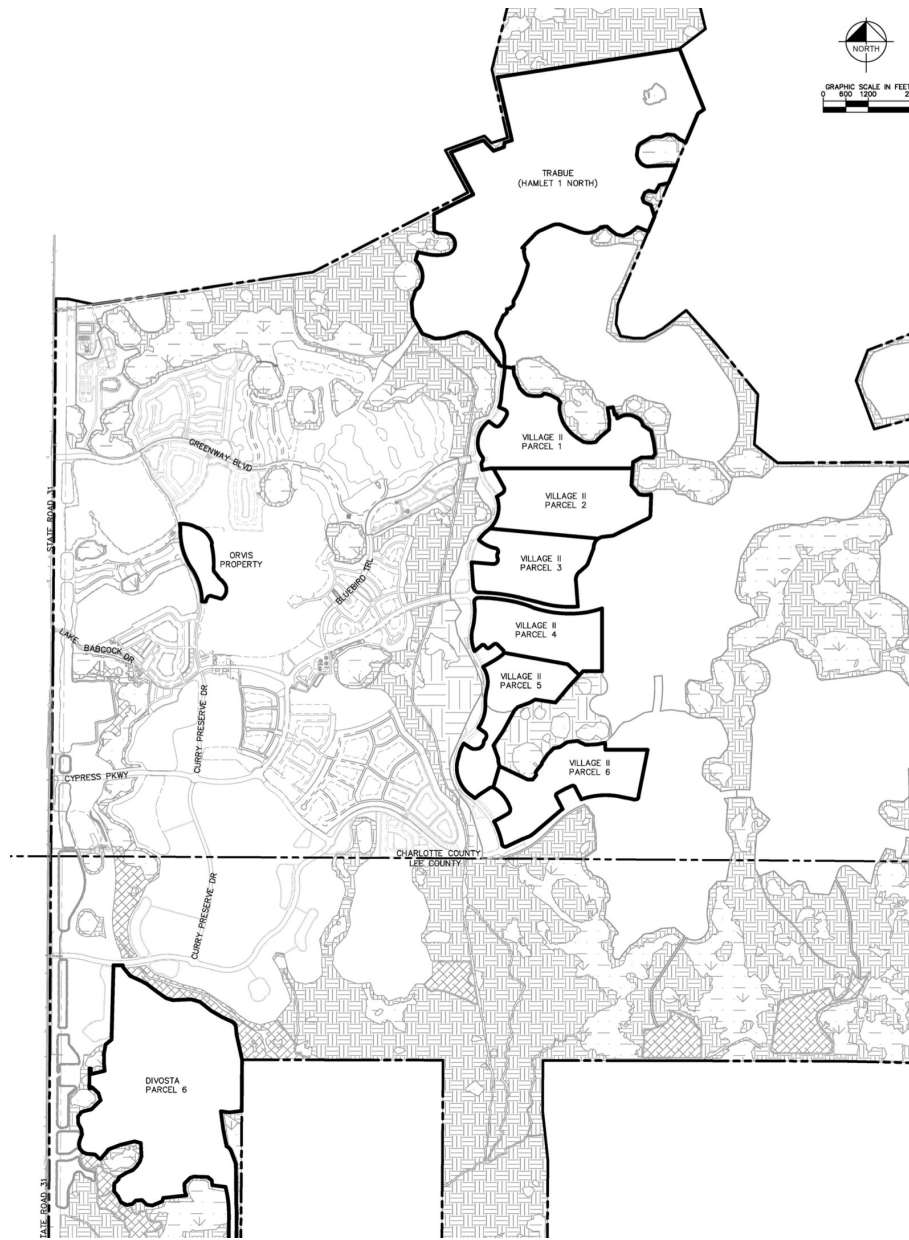 NORTH
GRAPHIC SCALE IN FEET
0 600 1200
TRABUE
(HAMLET 1 NORTH)
VILLAGE II
PARCEL 1
GREENWAY BLVD
STATE ROAD 31
VILLAGE II
PARCEL 2
ORVIS
PROPERTY
VILLAGE II
PARCEL 3
BLUEBIRD TRL
VILLAGE II
PARCEL 4
LAKE BABCOCK DR
VILLAGE II
PARCEL 5
CURRY PRESERVE DR
VILLAGE II
PARCEL 6
CYPRESS PKWY
CHARLOTTE COUNTY
LEE COUNTY
CURRY PRESERVE DR
DIVOSTA
PARCEL 6
STATE ROAD 31